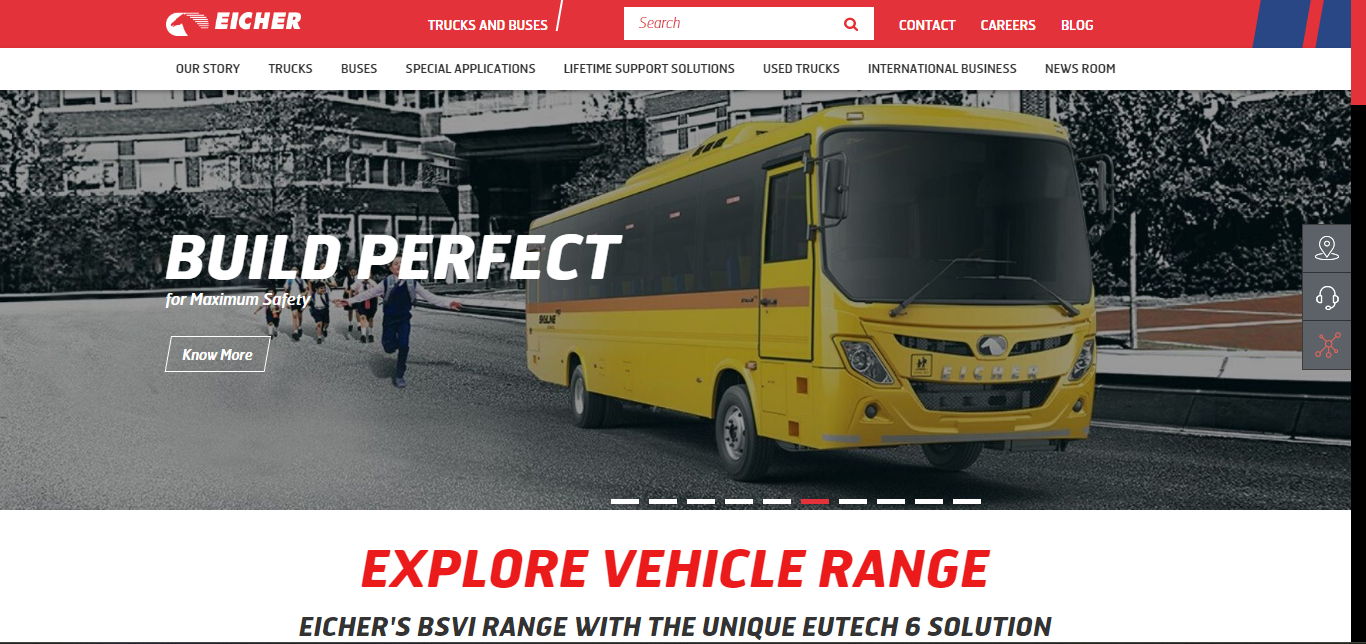 EICHER
TRUCKS AND BUSES
Search
CONTACT
CAREERS
BLOG
OUR STORY
TRUCKS
BUSES
SPECIAL APPLICATIONS
LIFETIME SUPPORT SOLUTIONS
USED TRUCKS
INTERNATIONAL BUSINESS
NEWS ROOM
BUILD PERFECT
for Maximum Safety
Know More
SKYLINE
EICHER
EXPLORE VEHICLE RANGE
EICHER'S BSVI RANGE WITH THE UNIQUE EUTECH 6 SOLUTION